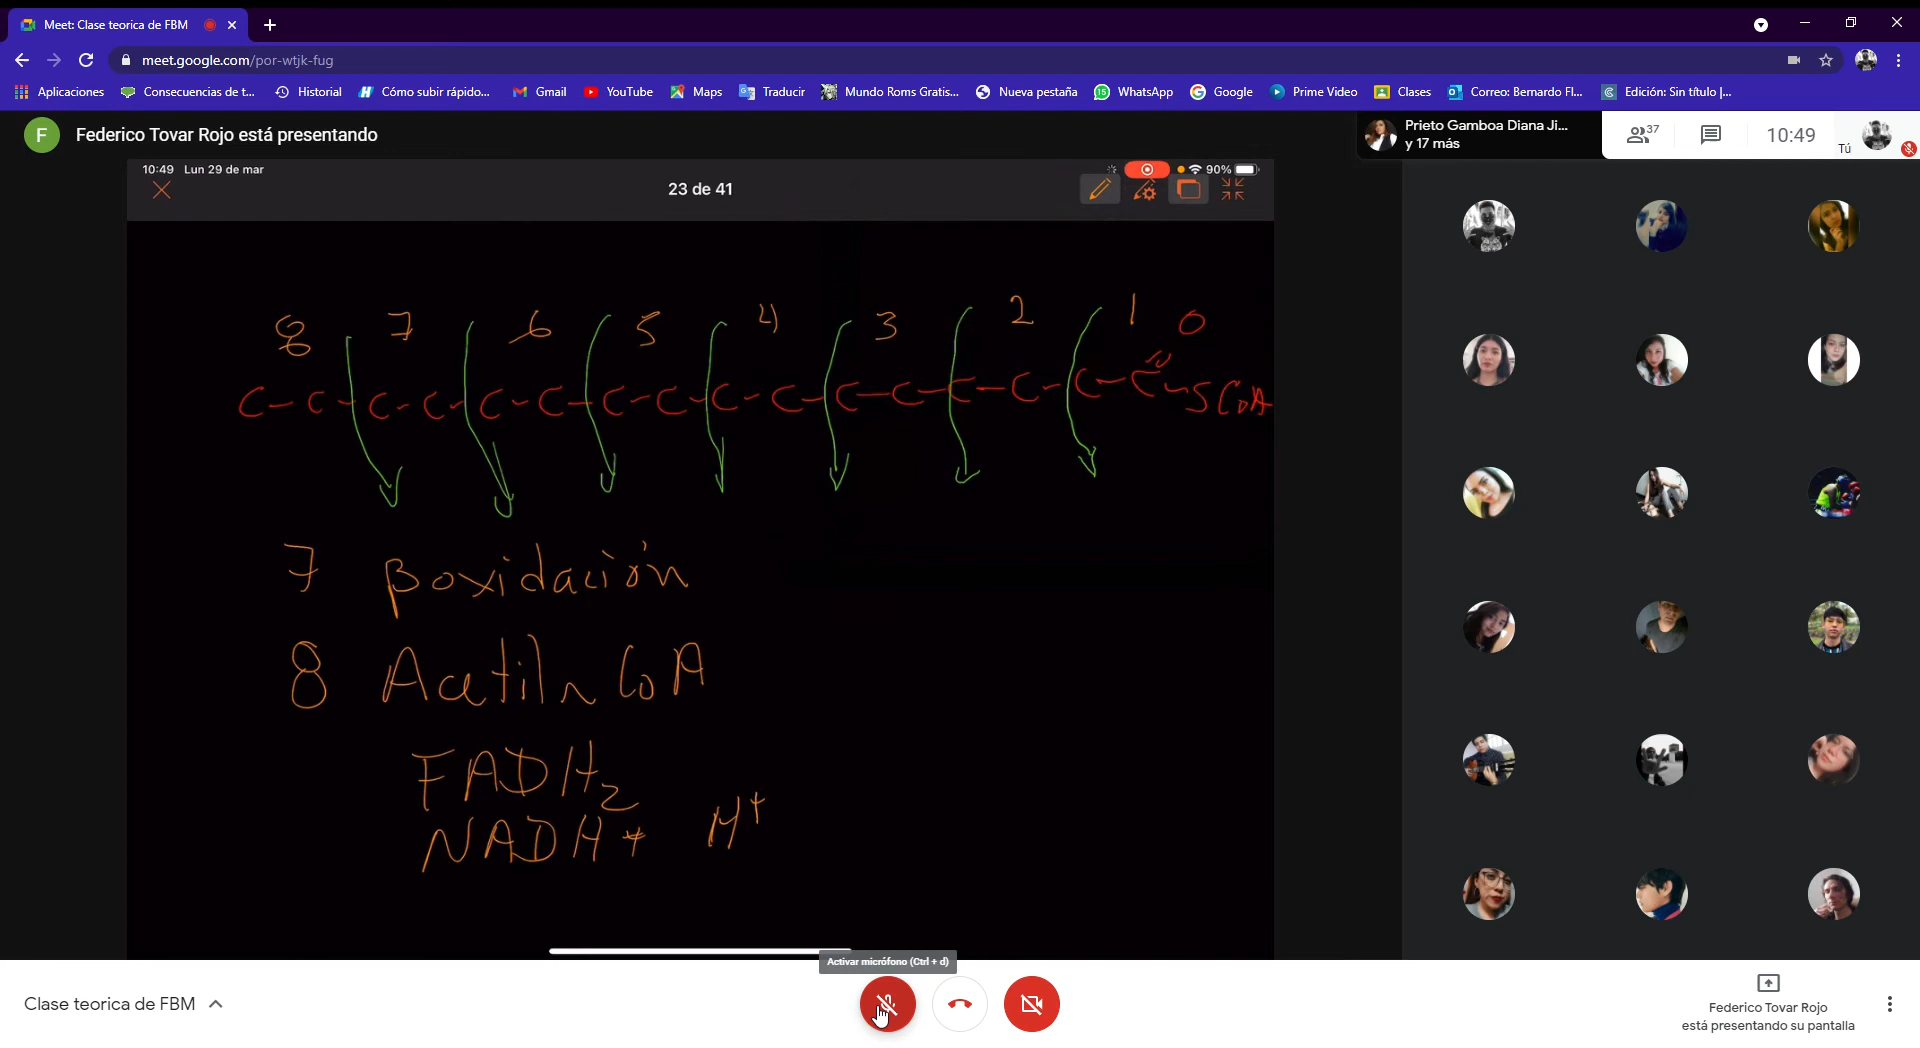 Meet: Clase teorica de FBM
meet.google.com/por-wtjk-fug
Aplicaciones
Consecuencias de t...
Historial
Cómo subir rápido...
Gmail
YouTube
Maps
Traducir
Mundo Roms Gratis...
Nueva pestaña
15
WhatsApp
Google
Prime Video
Clases
Correo: Bernardo Fl...
Edición: Sin título |...
F
Federico Tovar Rojo está presentando
Prieto Gamboa Diana Ji...
y 17 más
37
10:49
Tú
10:49 Lun 29 de mar
90%
23 de 41
8 7 6 5 4 3 2 1 O
C-C-C-C-C-C-C-C-C-C-C-C-C-C-C-C~SCoA
7 βoxidación
8 Acetil~CoA
FADH2
NADH+ H+
Activar micrófono (Ctrl + d)
Clase teorica de FBM
Federico Tovar Rojo
está presentando su pantalla